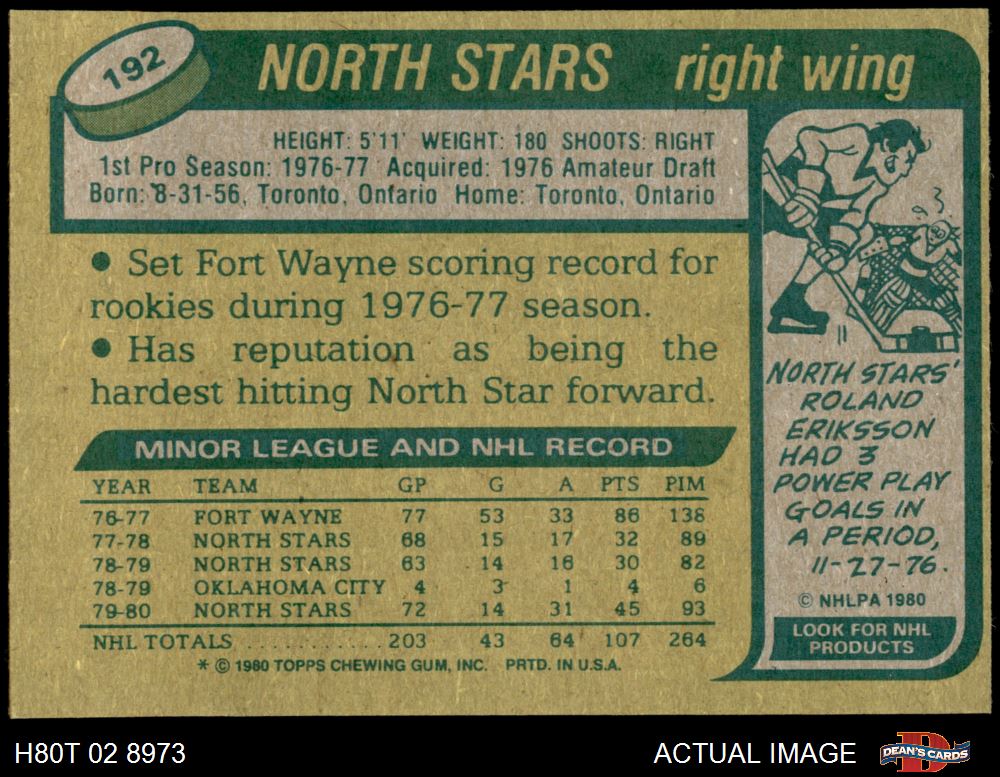 192
NORTH STARS right wing
HEIGHT: 5'11' WEIGHT: 180 SHOOTS: RIGHT
1st Pro Season: 1976-77 Acquired: 1976 Amateur Draft
Born: 8-31-56, Toronto, Ontario Home: Toronto, Ontario
• Set Fort Wayne scoring record for
rookies during 1976-77 season.
• Has reputation as being the
hardest hitting North Star forward.
MINOR LEAGUE AND NHL RECORD
YEAR TEAM GP G A PTS PIM
76-77 FORT WAYNE 77 53 33 86 138
77-78 NORTH STARS 68 15 17 32 89
78-79 NORTH STARS 63 14 16 30 82
78-79 OKLAHOMA CITY 4 3 1 4 6
79-80 NORTH STARS 72 14 31 45 93
NHL TOTALS ............ 203 43 64 107 264
* © 1980 TOPPS CHEWING GUM, INC. PRTD. IN U.S.A.
NORTH STARS'
ROLAND
ERIKSSON
HAD 3
POWER PLAY
GOALS IN
A PERIOD,
11-27-76.
© NHLPA 1980
LOOK FOR NHL
PRODUCTS
H80T 02 8973
ACTUAL IMAGE
DEAN'S CARDS